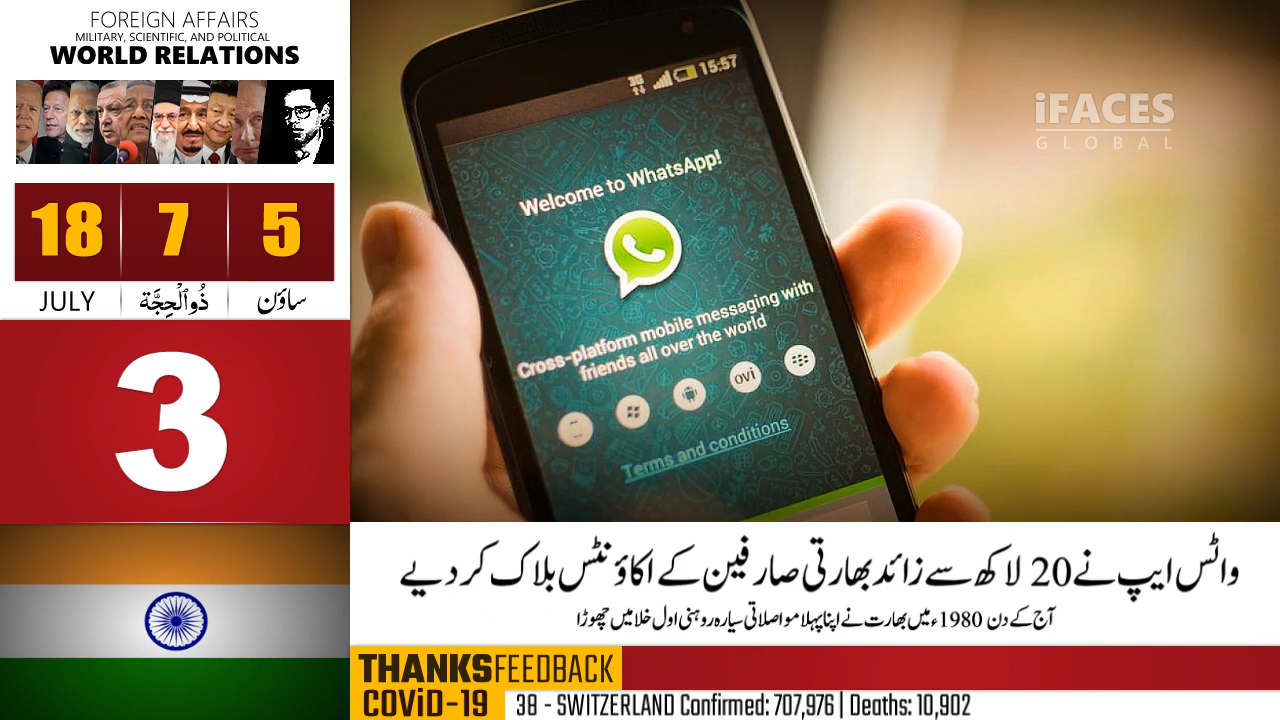 FOREIGN AFFAIRS
MILITARY, SCIENTIFIC, AND POLITICAL
WORLD RELATIONS
18 7 5
JULY ذُوالْحِجَّة ساؤن
3
iFACES
GLOBAL
15:57
Welcome to WhatsApp!
Cross-platform mobile messaging with
friends all over the world
ovi
Terms and conditions
واٹس ایپ نے 20 لاکھ سے زائد بھارتی صارفین کے اکاؤنٹس بلاک کر دیے
آج کے دن 1980ء میں بھارت نے اپنا پہلا مواصلاتی سیارہ روہنی اول خلا میں چھوڑا
THANKS FEEDBACK
COViD-19 38 - SWITZERLAND Confirmed: 707,976 | Deaths: 10,902